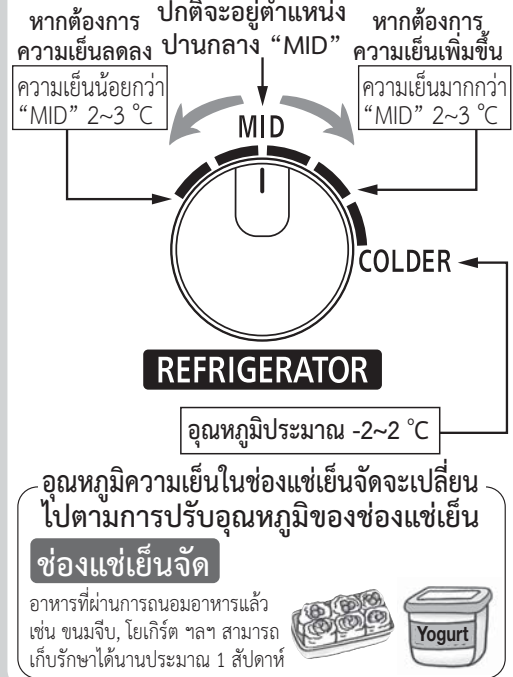 หากต้องการ
ความเย็นลดลง
ปกติจะอยู่ตำแหน่ง
ปานกลาง “MID”
หากต้องการ
ความเย็นเพิ่มขึ้น
ความเย็นน้อยกว่า
“MID” 2~3 °C
ความเย็นมากกว่า
“MID” 2~3 °C
MID
COLDER
REFRIGERATOR
อุณหภูมิประมาณ -2~2 °C
อุณหภูมิความเย็นในช่องแช่เย็นจัดจะเปลี่ยน
ไปตามการปรับอุณหภูมิของช่องแช่เย็น
ช่องแช่เย็นจัด
อาหารที่ผ่านการถนอมอาหารแล้ว
เช่น ขนมจีบ, โยเกิร์ต ฯลฯ สามารถ
เก็บรักษาได้นานประมาณ 1 สัปดาห์
Yogurt